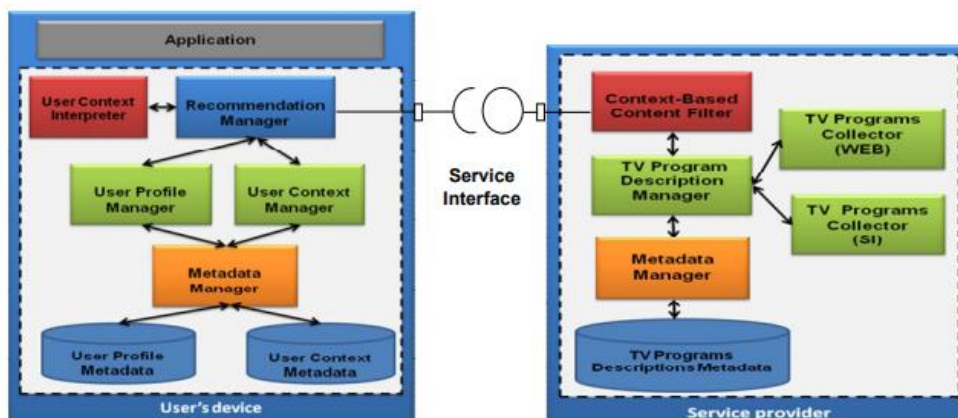 Application
User Context
Interpreter
Recommendation
Manager
User Profile
Manager
User Context
Manager
Metadada
Manager
User Profile
Metadata
User Context
Metadata
User's device
Service
Interface
Context-Based
Content Filter
TV Program
Description
Manager
TV Programs
Collector
(WEB)
TV Programs
Collector
(SI)
Metadada
Manager
TV Programs
Descriptions Metadata
Service provider